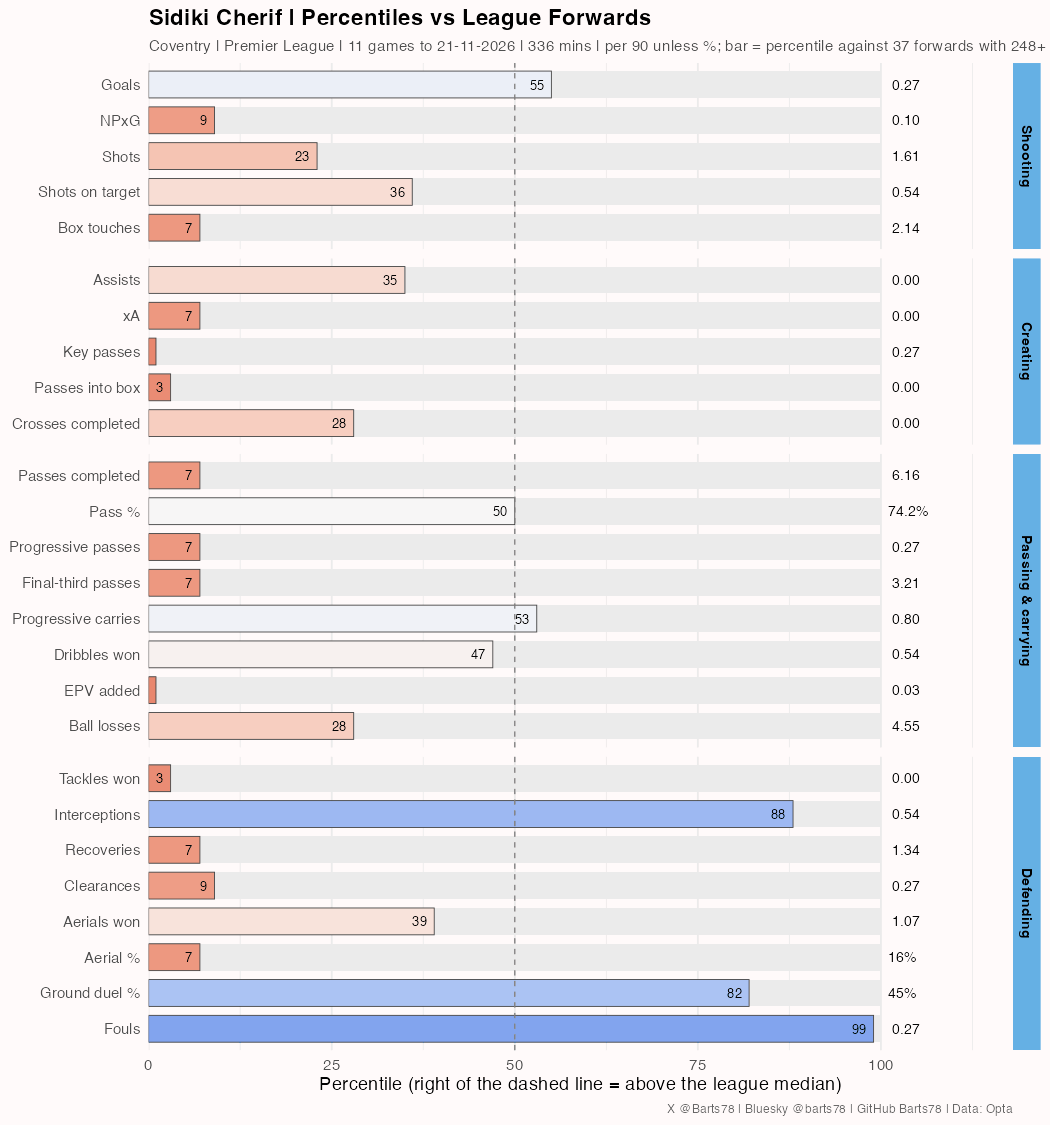 Sidiki Cherif | Percentiles vs League Forwards
Coventry | Premier League | 11 games to 21-11-2026 | 336 mins | per 90 unless %; bar = percentile against 37 forwards with 248+
Goals 55 0.27
NPxG 9 0.10
Shots 23 1.61
Shots on target 36 0.54
Box touches 7 2.14
Shooting
Assists 35 0.00
xA 7 0.00
Key passes 0.27
Passes into box 3 0.00
Crosses completed 28 0.00
Creating
Passes completed 7 6.16
Pass % 50 74.2%
Progressive passes 7 0.27
Final-third passes 7 3.21
Progressive carries 53 0.80
Dribbles won 47 0.54
EPV added 0.03
Ball losses 28 4.55
Passing & carrying
Tackles won 3 0.00
Interceptions 88 0.54
Recoveries 7 1.34
Clearances 9 0.27
Aerials won 39 1.07
Aerial % 7 16%
Ground duel % 82 45%
Fouls 99 0.27
Defending
0 25 50 75 100
Percentile (right of the dashed line = above the league median)
X @Barts78 | Bluesky @barts78 | GitHub Barts78 | Data: Opta